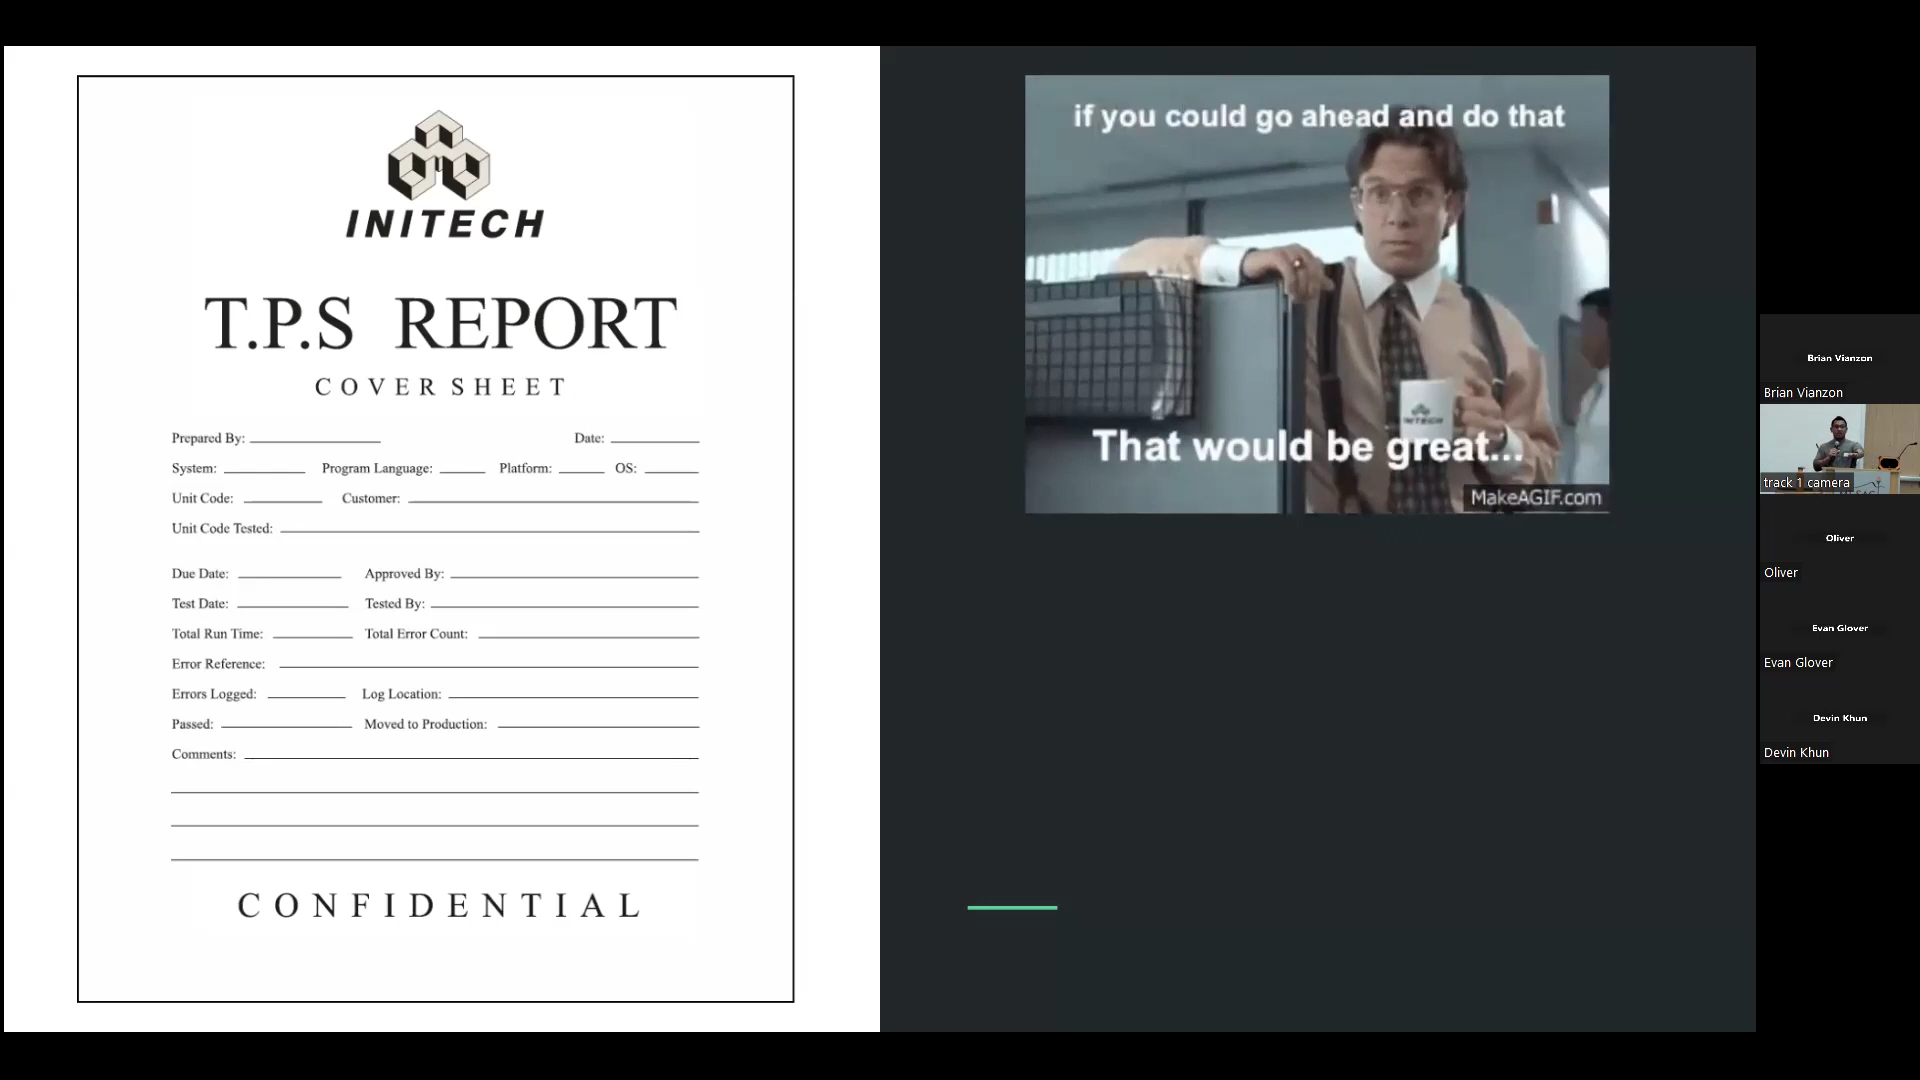 INITECH
T.P.S REPORT
COVER SHEET
Prepared By: Date:
System: Program Language: Platform: OS:
Unit Code: Customer:
Unit Code Tested:
Due Date: Approved By:
Test Date: Tested By:
Total Run Time: Total Error Count:
Error Reference:
Errors Logged: Log Location:
Passed: Moved to Production:
Comments:
CONFIDENTIAL
if you could go ahead and do that
INITECH
That would be great...
MakeAGIF.com
Brian Vianzon
Brian Vianzon
track 1 camera
Oliver
Oliver
Evan Glover
Evan Glover
Devin Khun
Devin Khun